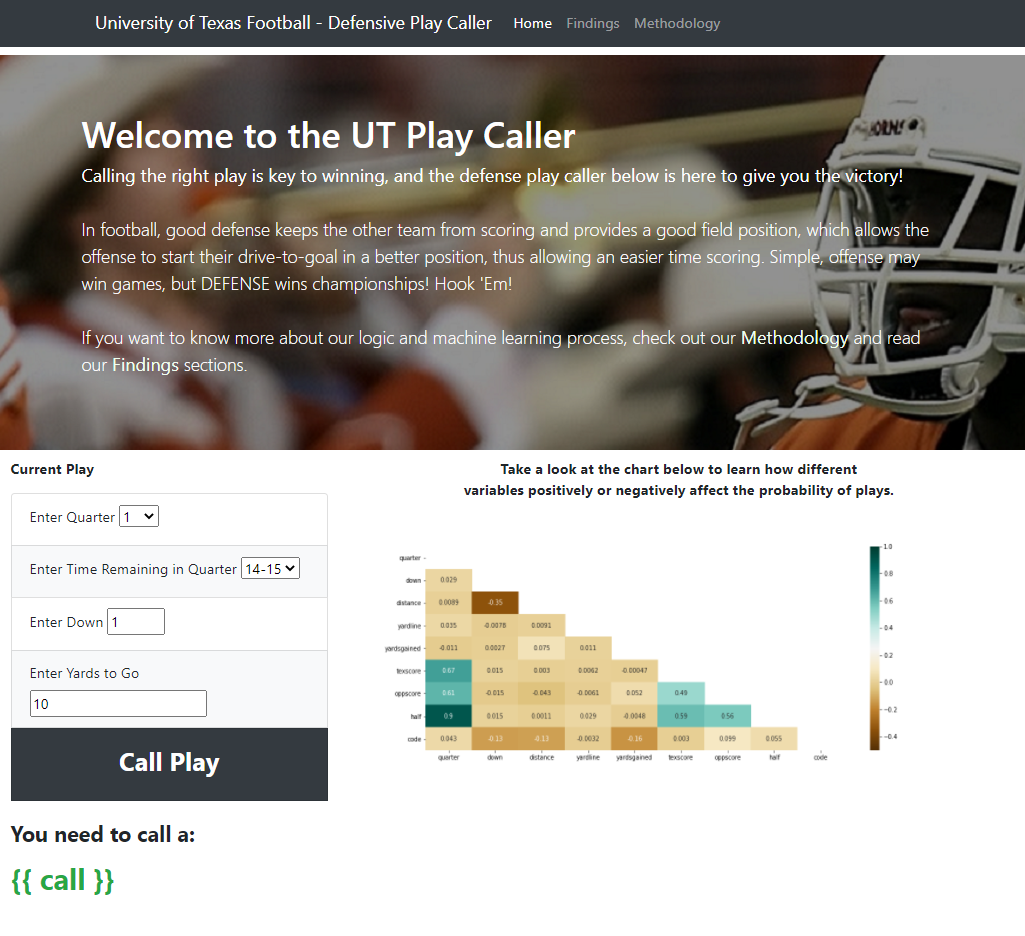 University of Texas Football - Defensive Play Caller Home Findings Methodology
HORNS
Welcome to the UT Play Caller
Calling the right play is key to winning, and the defense play caller below is here to give you the victory!
In football, good defense keeps the other team from scoring and provides a good field position, which allows the
offense to start their drive-to-goal in a better position, thus allowing an easier time scoring. Simple, offense may
win games, but DEFENSE wins championships! Hook 'Em!
If you want to know more about our logic and machine learning process, check out our Methodology and read
our Findings sections.
Current Play
Enter Quarter 1
Enter Time Remaining in Quarter 14-15
Enter Down 1
Enter Yards to Go
10
Call Play
You need to call a:
{{ call }}
Take a look at the chart below to learn how different
variables positively or negatively affect the probability of plays.
quarter
down 0.029
distance 0.0089 -0.35
yardline 0.035 -0.0078 0.0091
yardsgained -0.011 0.0027 0.075 0.011
texscore 0.67 0.015 0.003 0.0062 -0.00047
oppscore 0.61 -0.015 -0.043 -0.0061 0.052 0.49
half 0.9 0.015 0.0011 0.029 -0.0048 0.59 0.56
code 0.043 -0.13 -0.13 -0.0032 -0.16 0.003 0.099 0.055
quarter down distance yardline yardsgained texscore oppscore half code
1.0
0.8
0.6
0.4
0.2
0.0
-0.2
-0.4